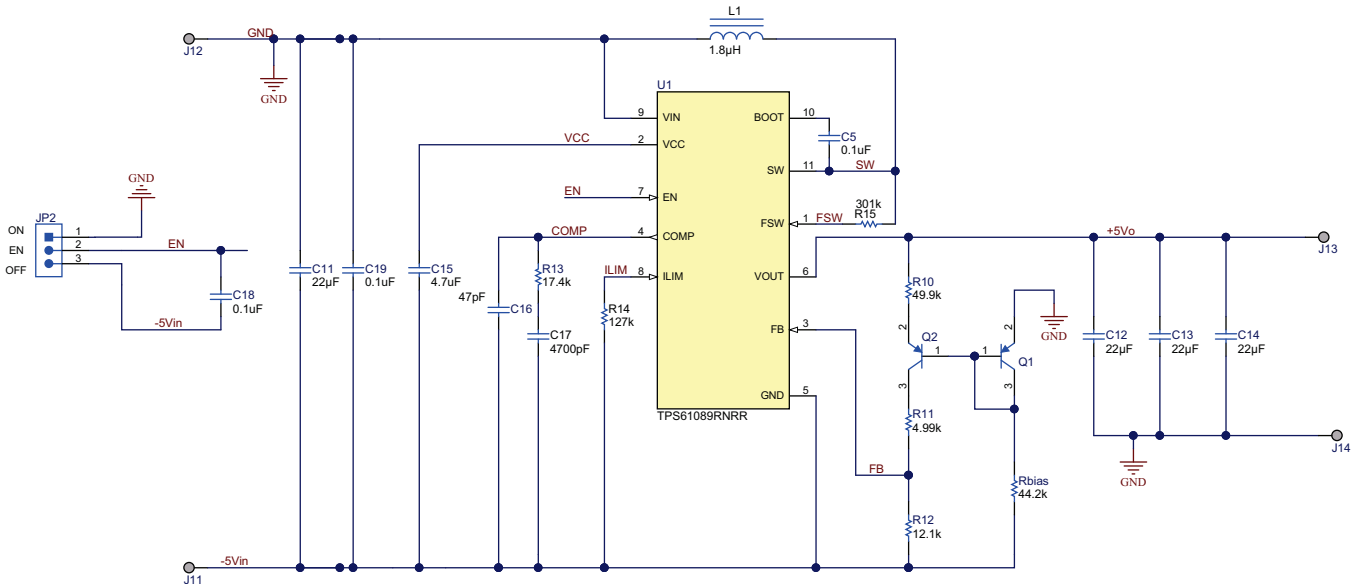 L1
1.8µH
J12
GND
GND
U1
TPS61089RNRR
9 VIN
2 VCC
7 EN
4 COMP
8 ILIM
BOOT 10
SW 11
FSW 1
VOUT 6
FB 3
GND 5
VCC
EN
COMP
ILIM
C5
0.1uF
SW
301k
R15
FSW
GND
JP2
ON
EN
OFF
1
2
3
EN
-5Vin
C18
0.1uF
C11
22µF
C19
0.1uF
C15
4.7uF
47pF
C16
R13
17.4k
C17
4700pF
R14
127k
+5Vo
J13
R10
49.9k
2
Q2
1
3
2
1
Q1
3
GND
R11
4.99k
FB
R12
12.1k
Rbias
44.2k
C12
22µF
C13
22µF
C14
22µF
GND
J14
-5Vin
J11